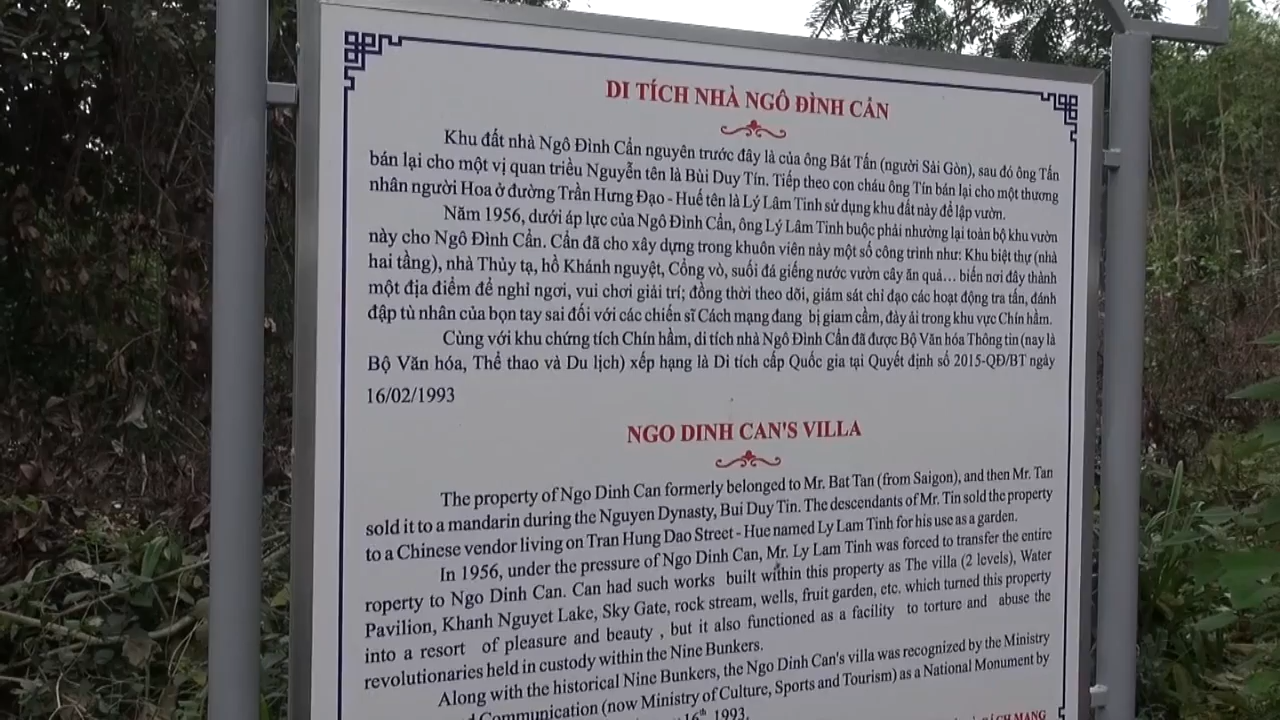 DI TÍCH NHÀ NGÔ ĐÌNH CẨN
Khu đất nhà Ngô Đình Cẩn nguyên trước đây là của ông Bát Tấn (người Sài Gòn), sau đó ông Tấn
bán lại cho một vị quan triều Nguyễn tên là Bùi Duy Tín. Tiếp theo con cháu ông Tín bán lại cho một thương
nhân người Hoa ở đường Trần Hưng Đạo - Huế tên là Lý Lâm Tinh sử dụng khu đất này để lập vườn.
Năm 1956, dưới áp lực của Ngô Đình Cẩn, ông Lý Lâm Tinh buộc phải nhường lại toàn bộ khu vườn
này cho Ngô Đình Cẩn. Cẩn đã cho xây dựng trong khuôn viên này một số công trình như: Khu biệt thự (nhà
hai tầng), nhà Thủy tạ, hồ Khánh nguyệt, Cổng vò, suối đá giếng nước vườn cây ăn quả... biến nơi đây thành
một địa điểm để nghỉ ngơi, vui chơi giải trí; đồng thời theo dõi, giám sát chỉ đạo các hoạt động tra tấn, đánh
đập tù nhân của bọn tay sai đối với các chiến sĩ Cách mạng đang bị giam cầm, đày ải trong khu vực Chín hầm.
Cùng với khu chứng tích Chín hầm, di tích nhà Ngô Đình Cẩn đã được Bộ Văn hóa Thông tin (nay là
Bộ Văn hóa, Thể thao và Du lịch) xếp hạng là Di tích cấp Quốc gia tại Quyết định số 2015-QĐ/BT ngày
16/02/1993
NGO DINH CAN'S VILLA
The property of Ngo Dinh Can formerly belonged to Mr. Bat Tan (from Saigon), and then Mr. Tan
sold it to a mandarin during the Nguyen Dynasty, Bui Duy Tin. The descendants of Mr. Tin sold the property
to a Chinese vendor living on Tran Hung Dao Street - Hue named Ly Lam Tinh for his use as a garden.
In 1956, under the pressure of Ngo Dinh Can, Mr. Ly Lam Tinh was forced to transfer the entire
roperty to Ngo Dinh Can. Can had such works built within this property as The villa (2 levels), Water
Pavilion, Khanh Nguyet Lake, Sky Gate, rock stream, wells, fruit garden, etc. which turned this property
into a resort of pleasure and beauty , but it also functioned as a facility to torture and abuse the
revolutionaries held in custody within the Nine Bunkers.
Along with the historical Nine Bunkers, the Ngo Dinh Can's villa was recognized by the Ministry
Communication (now Ministry of Culture, Sports and Tourism) as a National Monument by
16th 1993.
MẠNG